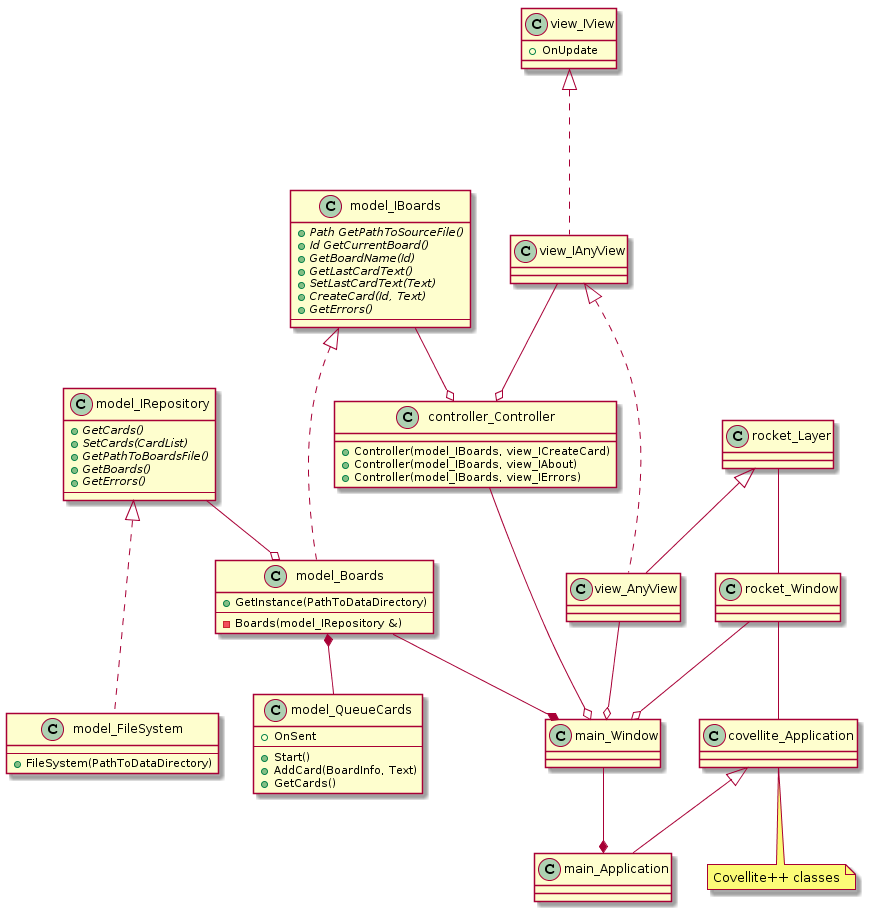 C view_IView
OnUpdate
C model_IBoards
Path GetPathToSourceFile()
Id GetCurrentBoard()
GetBoardName(Id)
GetLastCardText()
SetLastCardText(Text)
CreateCard(Id, Text)
GetErrors()
C view_IAnyView
C model_IRepository
GetCards()
SetCards(CardList)
GetPathToBoardsFile()
GetBoards()
GetErrors()
C controller_Controller
Controller(model_IBoards, view_ICreateCard)
Controller(model_IBoards, view_IAbout)
Controller(model_IBoards, view_IErrors)
C rocket_Layer
C model_Boards
GetInstance(PathToDataDirectory)
Boards(model_IRepository &)
C view_AnyView
C rocket_Window
C model_FileSystem
FileSystem(PathToDataDirectory)
C model_QueueCards
OnSent
Start()
AddCard(BoardInfo, Text)
GetCards()
C main_Window
C covellite_Application
C main_Application
Covellite++ classes